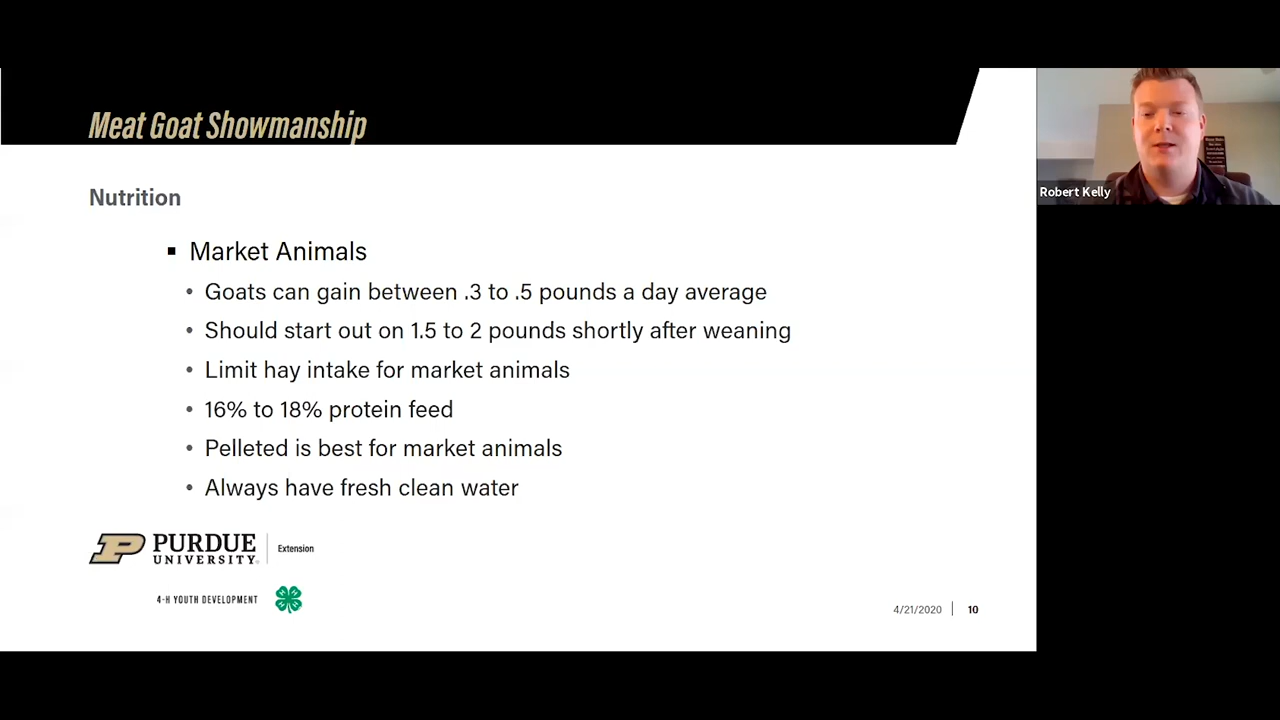 Meat Goat Showmanship
Nutrition
▪ Market Animals
• Goats can gain between .3 to .5 pounds a day average
• Should start out on 1.5 to 2 pounds shortly after weaning
• Limit hay intake for market animals
• 16% to 18% protein feed
• Pelleted is best for market animals
• Always have fresh clean water
PURDUE UNIVERSITY® | Extension
4-H YOUTH DEVELOPMENT
4/21/2020 | 10
Robert Kelly